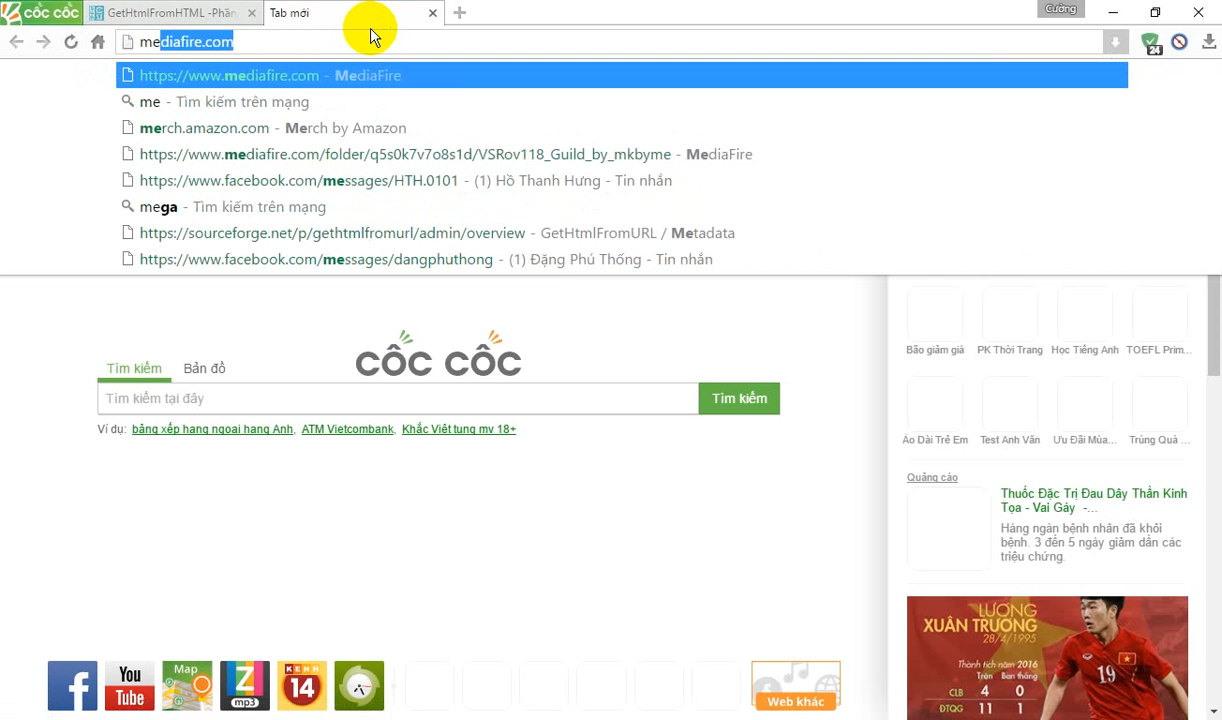 cốc cốc
GetHtmlFromHTML -Phần
Tab mới
Cường
mediafire.com
24
https://www.mediafire.com - MediaFire
me - Tìm kiếm trên mạng
merch.amazon.com - Merch by Amazon
https://www.mediafire.com/folder/q5s0k7v7o8s1d/VSRov118_Guild_by_mkbyme - MediaFire
https://www.facebook.com/messages/HTH.0101 - (1) Hồ Thanh Hưng - Tin nhắn
mega - Tìm kiếm trên mạng
https://sourceforge.net/p/gethtmlfromurl/admin/overview - GetHtmlFromURL / Metadata
https://www.facebook.com/messages/dangphuthong - (1) Đặng Phú Thống - Tin nhắn
Bão giảm giá
PK Thời Trang
Học Tiếng Anh
TOEFL Prim...
cốc cốc
Tìm kiếm
Bản đồ
Tìm kiếm tại đây
Tìm kiếm
Ví dụ: bảng xếp hạng ngoại hạng Anh, ATM Vietcombank, Khắc Việt tung mv 18+
Áo Dài Trẻ Em
Test Anh Văn
Ưu Đãi Mùa...
Trúng Quà ...
Quảng cáo
Thuốc Đặc Trị Đau Dây Thần Kinh
Tọa - Vai Gáy -...
Hàng ngàn bệnh nhân đã khỏi
bệnh. 3 đến 5 ngày giảm dần các
triệu chứng.
LƯƠNG
XUÂN TRƯỜNG
28/4/1995
Thành tích năm 2016
Trận Bàn thắng
CLB 4 0
ĐTQG 11 1
19
f
You
Tube
Map
Z
mp3
KENH
14
Web khác